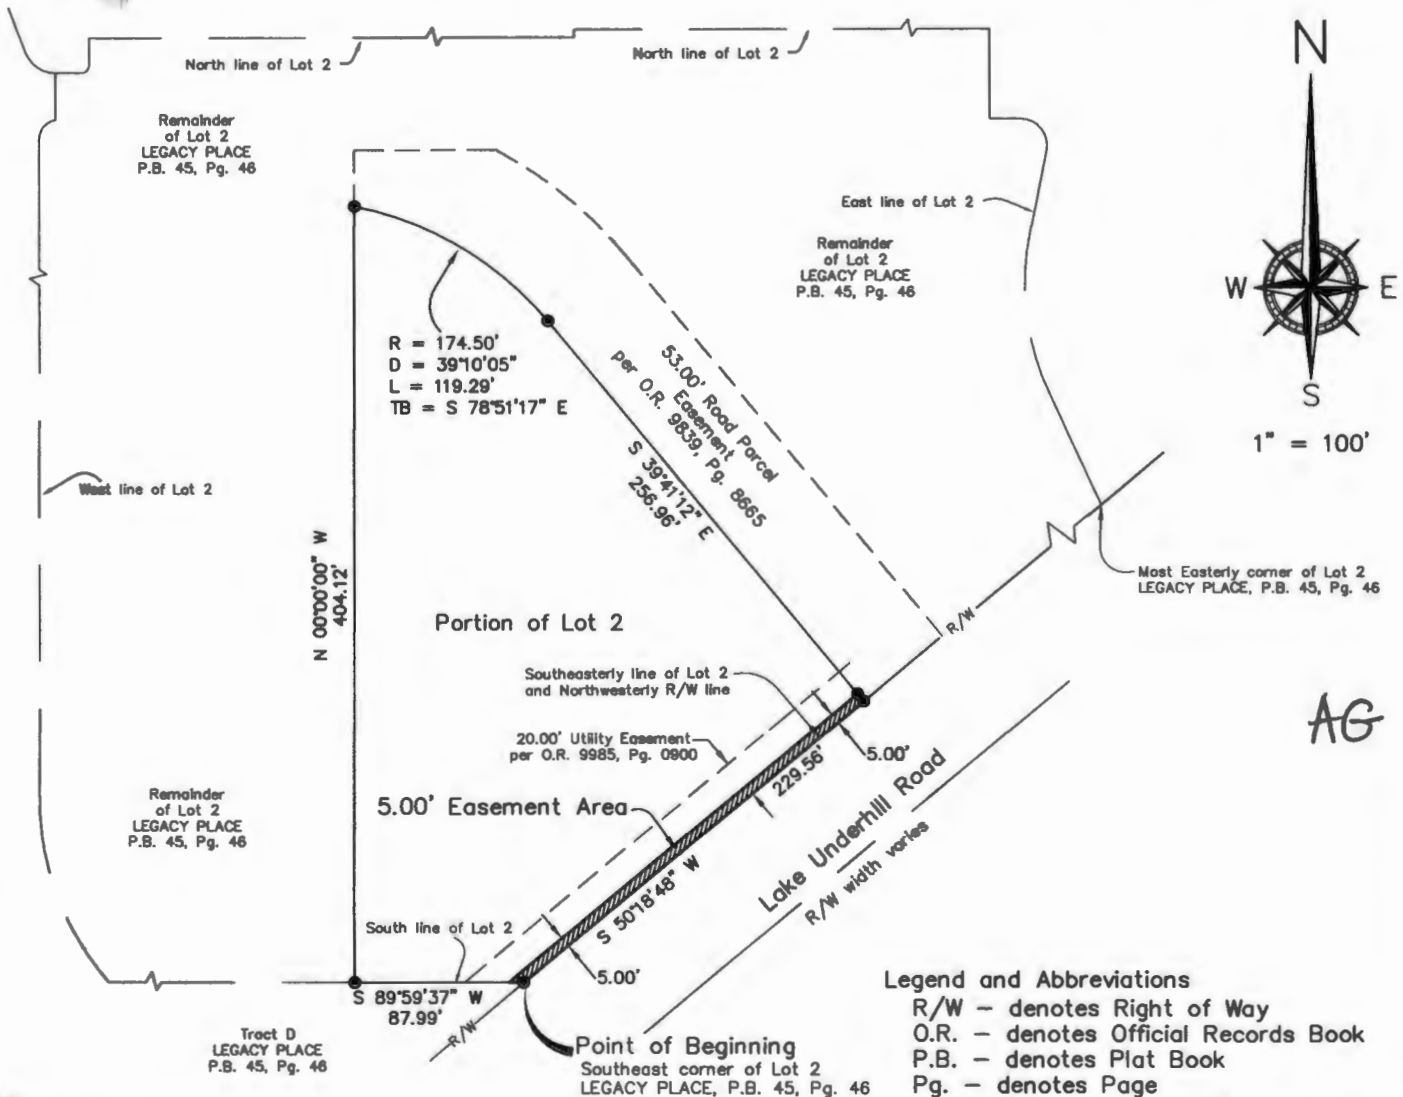 North line of Lot 2
North line of Lot 2
N
Remainder
of Lot 2
LEGACY PLACE
P.B. 45, Pg. 46
East line of Lot 2
Remainder
of Lot 2
LEGACY PLACE
P.B. 45, Pg. 46
W
E
S
1" = 100'
R = 174.50'
D = 39°10'05"
L = 119.29'
TB = S 78°51'17" E
53.00' Road Parcel
Easement
per O.R. 9839, Pg. 8665
S 39°41'12" E
256.96'
West line of Lot 2
N 00°00'00" W
404.12'
Most Easterly corner of Lot 2
LEGACY PLACE, P.B. 45, Pg. 46
R/W
Portion of Lot 2
Southeasterly line of Lot 2
and Northwesterly R/W line
AG
20.00' Utility Easement
per O.R. 9985, Pg. 0900
5.00'
229.56'
5.00' Easement Area
Remainder
of Lot 2
LEGACY PLACE
P.B. 45, Pg. 46
Lake Underhill Road
R/W width varies
S 50°18'48" W
South line of Lot 2
5.00'
S 89°59'37" W
87.99'
R/W
Tract D
LEGACY PLACE
P.B. 45, Pg. 46
Point of Beginning
Southeast corner of Lot 2
LEGACY PLACE, P.B. 45, Pg. 46
Legend and Abbreviations
R/W – denotes Right of Way
O.R. – denotes Official Records Book
P.B. – denotes Plat Book
Pg. – denotes Page